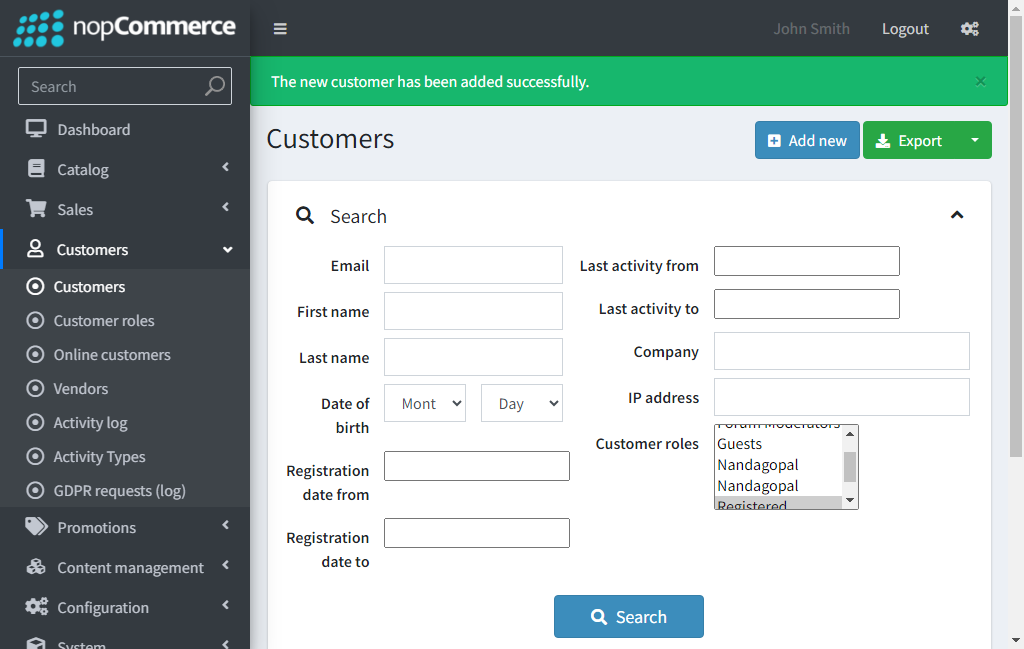 nopCommerce
John Smith
Logout
The new customer has been added successfully.
×
Search
Dashboard
Catalog
Sales
Customers
Customers
Customer roles
Online customers
Vendors
Activity log
Activity Types
GDPR requests (log)
Promotions
Content management
Configuration
System
Customers
Add new
Export
Search
Email
First name
Last name
Date of
birth
Mont
Day
Registration
date from
Registration
date to
Last activity from
Last activity to
Company
IP address
Customer roles
Forum Moderators
Guests
Nandagopal
Nandagopal
Registered
Search